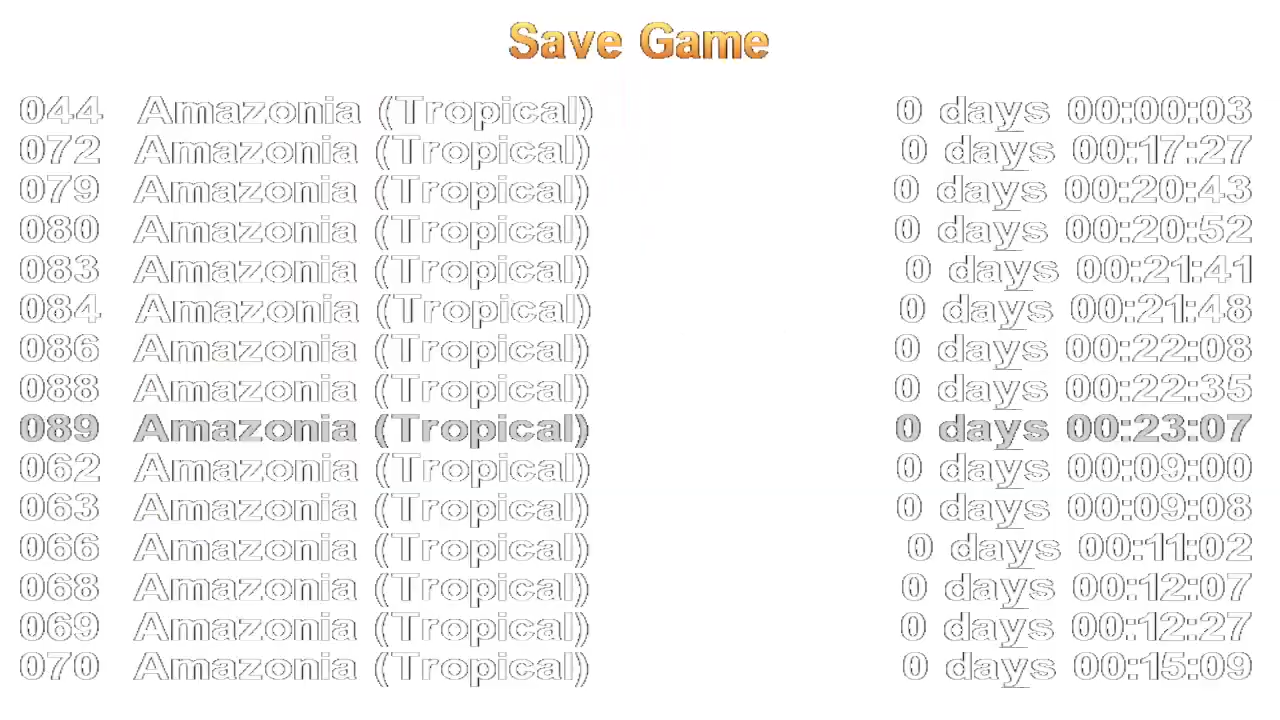 Save Game
044 Amazonia (Tropical) 0 days 00:00:03
072 Amazonia (Tropical) 0 days 00:17:27
079 Amazonia (Tropical) 0 days 00:20:43
080 Amazonia (Tropical) 0 days 00:20:52
083 Amazonia (Tropical) 0 days 00:21:41
084 Amazonia (Tropical) 0 days 00:21:48
086 Amazonia (Tropical) 0 days 00:22:08
088 Amazonia (Tropical) 0 days 00:22:35
089 Amazonia (Tropical) 0 days 00:23:07
062 Amazonia (Tropical) 0 days 00:09:00
063 Amazonia (Tropical) 0 days 00:09:08
066 Amazonia (Tropical) 0 days 00:11:02
068 Amazonia (Tropical) 0 days 00:12:07
069 Amazonia (Tropical) 0 days 00:12:27
070 Amazonia (Tropical) 0 days 00:15:09